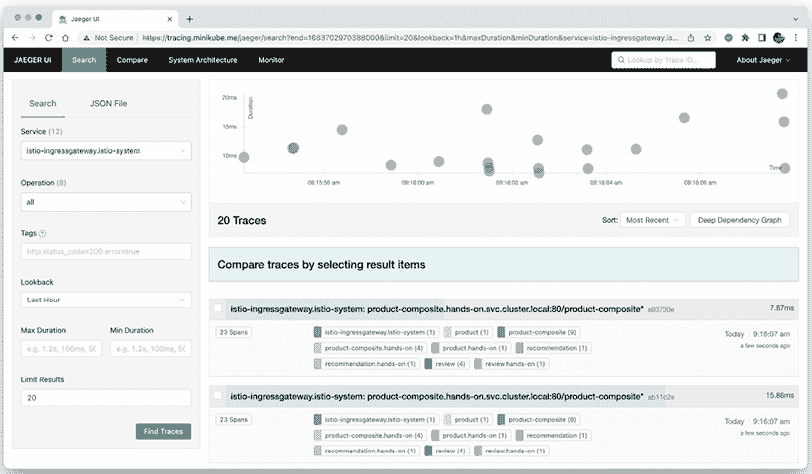 Jaeger UI
Not Secure https://tracing.minikube.me/jaeger/search?end=1683702970388000&limit=20&lookback=1h&maxDuration&minDuration&service=istio-ingressgateway.is...
JAEGER UI Search Compare System Architecture Monitor Lookup by Trace ID... About Jaeger
Search JSON File
Service (12)
istio-ingressgateway.istio-system
Operation (8)
all
Tags
http.status_code=200 error=true
Lookback
Last Hour
Max Duration Min Duration
e.g. 1.2s, 100ms, 50 e.g. 1.2s, 100ms, 50
Limit Results
20
Find Traces
Duration
20ms
15ms
10ms
Time
09:15:58 am 09:16:00 am 09:16:02 am 09:16:04 am 09:16:06 am
20 Traces Sort: Most Recent Deep Dependency Graph
Compare traces by selecting result items
istio-ingressgateway.istio-system: product-composite.hands-on.svc.cluster.local:80/product-composite* a93730e 7.87ms
23 Spans istio-ingressgateway.istio-system (1) product (1) product-composite (9) Today 9:16:07 am
product-composite.hands-on (4) product.hands-on (1) recommendation (1) a few seconds ago
recommendation.hands-on (1) review (4) review.hands-on (1)
istio-ingressgateway.istio-system: product-composite.hands-on.svc.cluster.local:80/product-composite* ab11c2e 15.86ms
23 Spans istio-ingressgateway.istio-system (1) product (1) product-composite (9) Today 9:16:07 am
product-composite.hands-on (4) product.hands-on (1) recommendation (1) a few seconds ago
recommendation.hands-on (1) review (4) review.hands-on (1)